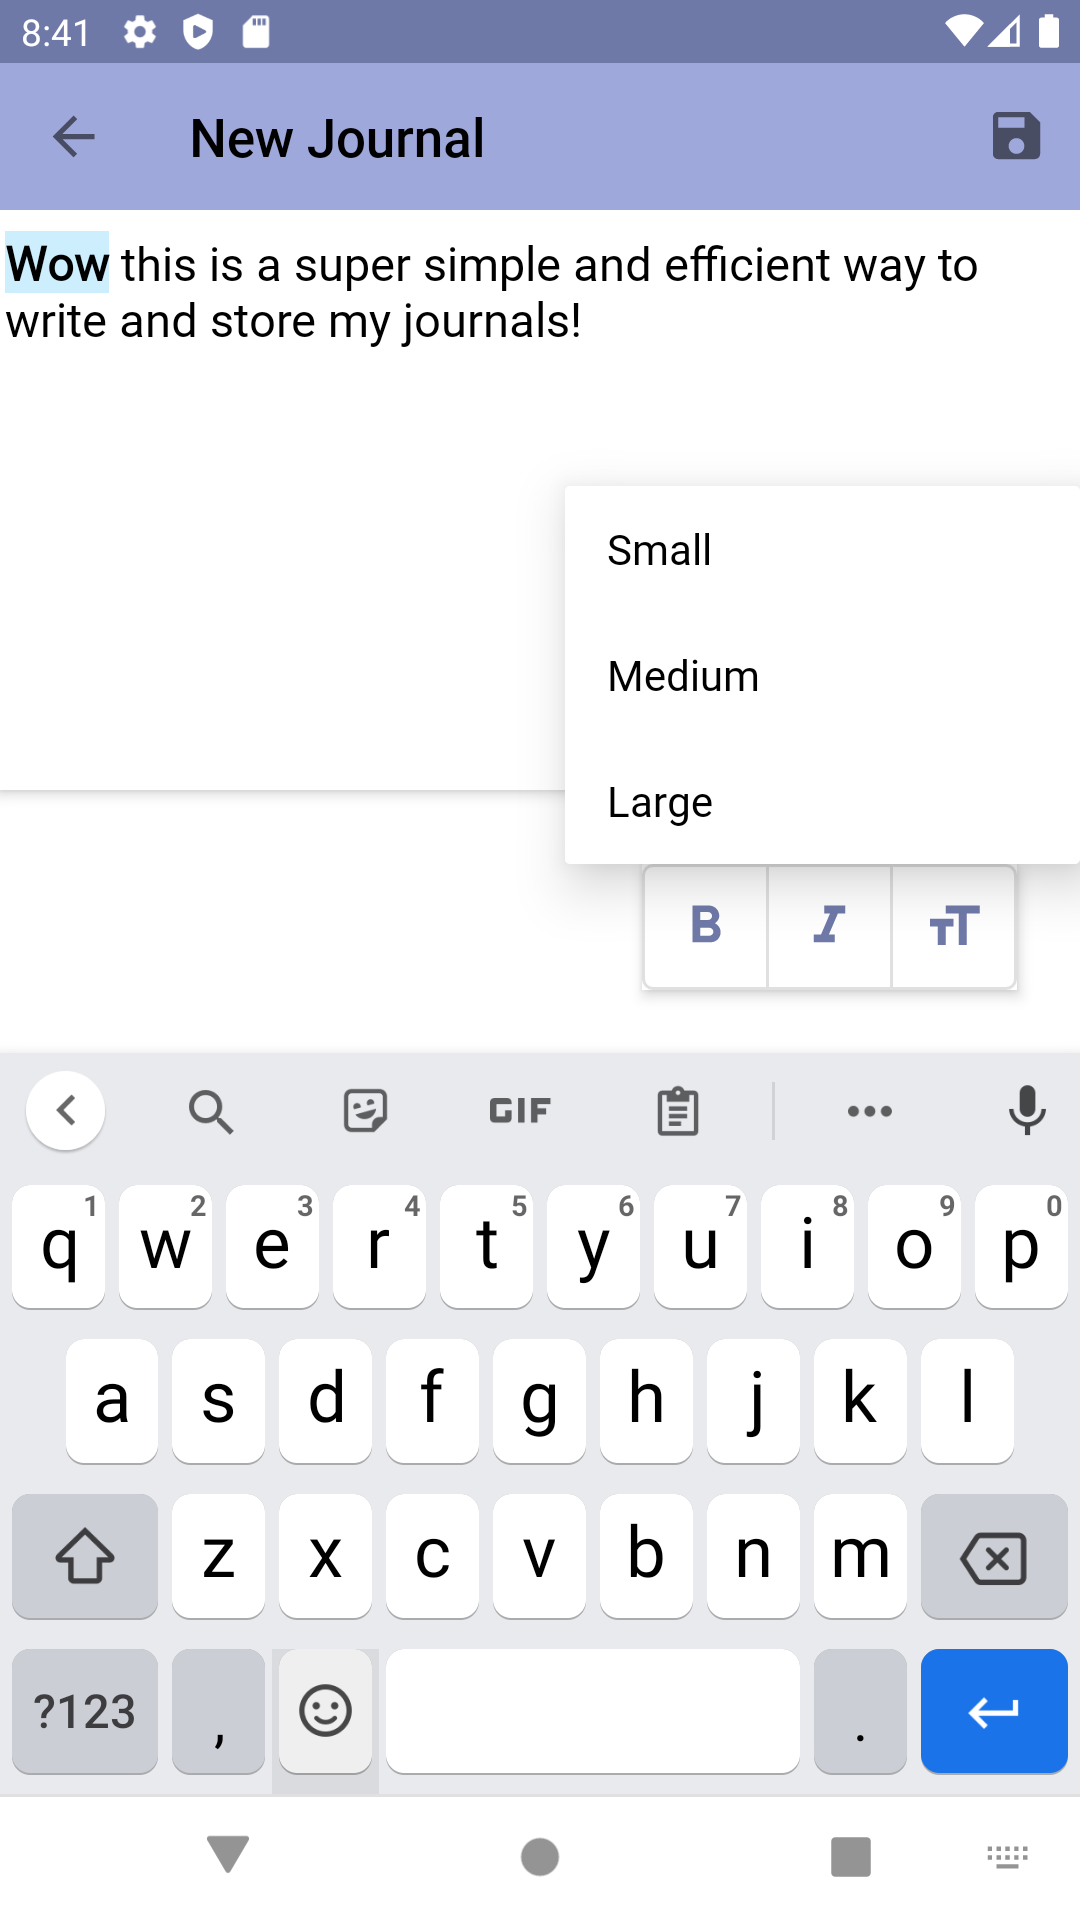 8:41
New Journal
Wow this is a super simple and efficient way to
write and store my journals!
Small
Medium
Large
B I TT
GIF
1 2 3 4 5 6 7 8 9 0
q w e r t y u i o p
a s d f g h j k l
z x c v b n m
?123 , .